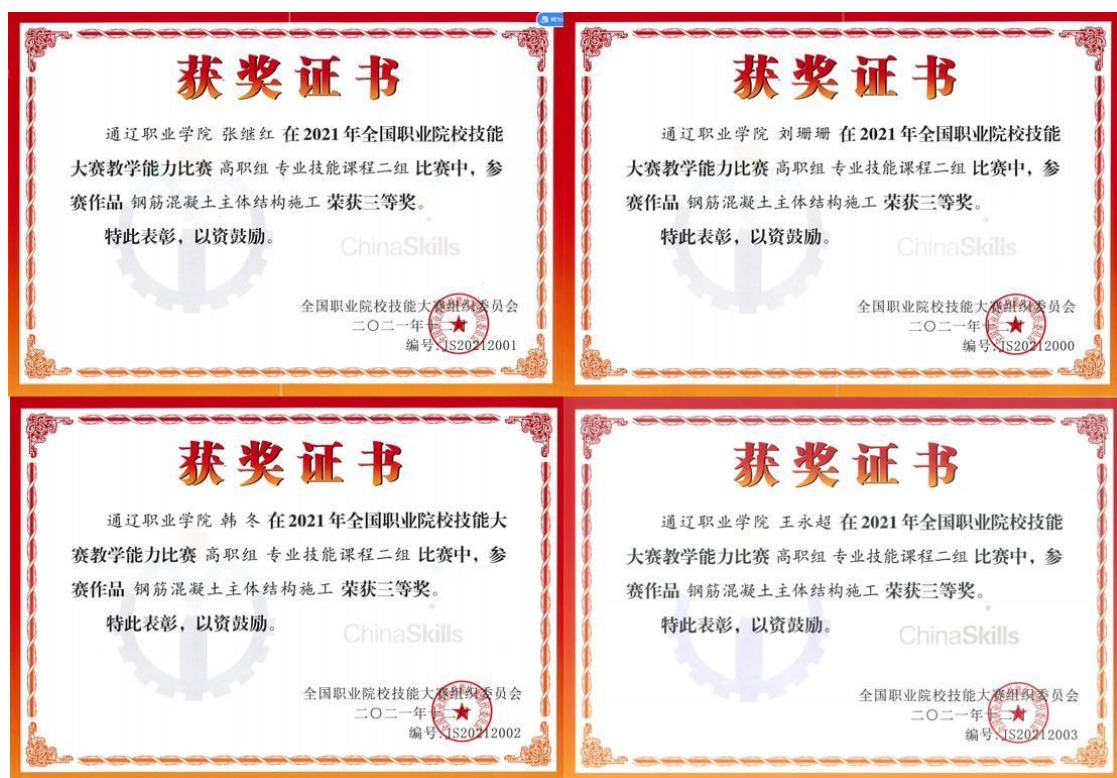 获奖证书
通辽职业学院 张继红 在2021年全国职业院校技能
大赛教学能力比赛 高职组 专业技能课程二组 比赛中，参
赛作品 钢筋混凝土主体结构施工 荣获三等奖。
特此表彰，以资鼓励。
ChinaSkills
全国职业院校技能大赛组织委员会
二〇二一年十二月
编号:JS20212001
获奖证书
通辽职业学院 刘珊珊 在2021年全国职业院校技能
大赛教学能力比赛 高职组 专业技能课程二组 比赛中，参
赛作品 钢筋混凝土主体结构施工 荣获三等奖。
特此表彰，以资鼓励。
ChinaSkills
全国职业院校技能大赛组织委员会
二〇二一年十二月
编号:JS20212000
获奖证书
通辽职业学院 韩 冬 在2021年全国职业院校技能大
赛教学能力比赛 高职组 专业技能课程二组 比赛中，参
赛作品 钢筋混凝土主体结构施工 荣获三等奖。
特此表彰，以资鼓励。
ChinaSkills
全国职业院校技能大赛组织委员会
二〇二一年十二月
编号:JS20212002
获奖证书
通辽职业学院 王永超 在2021年全国职业院校技能
大赛教学能力比赛 高职组 专业技能课程二组 比赛中，参
赛作品 钢筋混凝土主体结构施工 荣获三等奖。
特此表彰，以资鼓励。
ChinaSkills
全国职业院校技能大赛组织委员会
二〇二一年十二月
编号:JS20212003